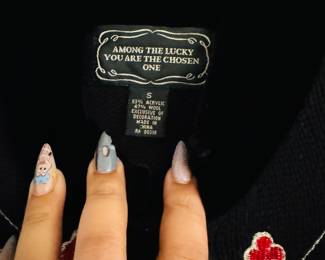 AMONG THE LUCKY
YOU ARE THE CHOSEN
ONE
S
53% ACRYLIC
47% WOOL
EXCLUSIVE OF
DECORATION
MADE IN
CHINA